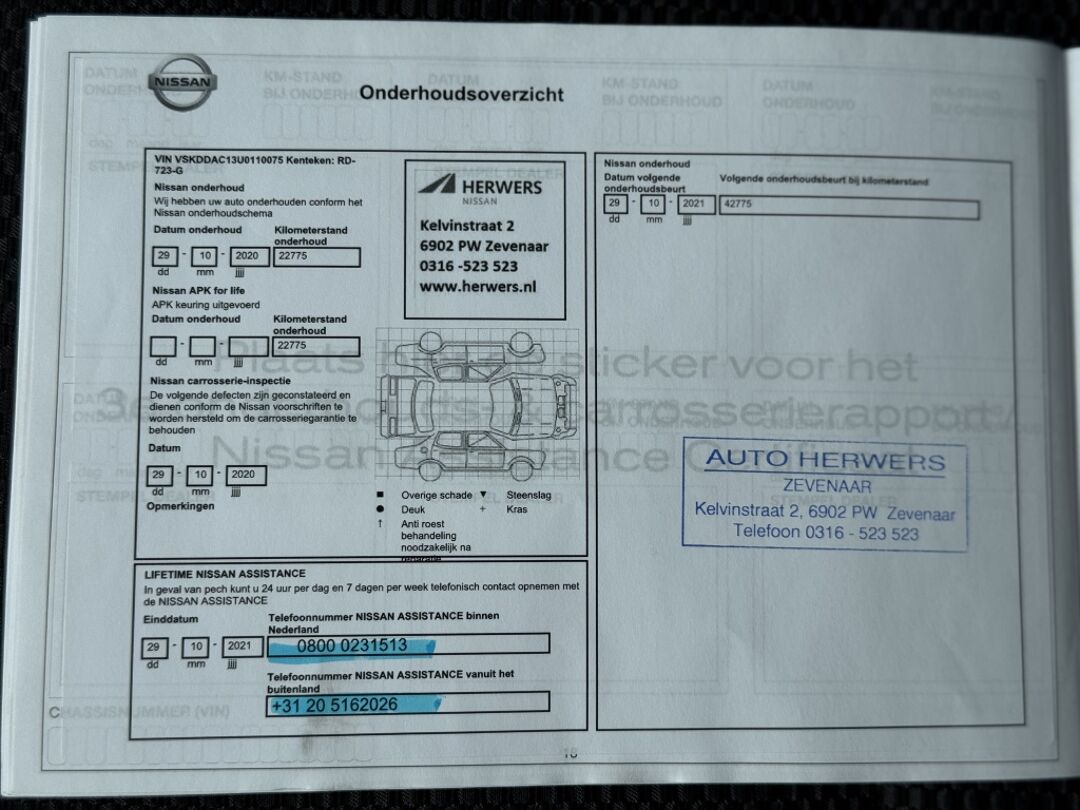 NISSAN
Onderhoudsoverzicht
VIN VSKDDAC13U0110075 Kenteken: RD-
723-G
Nissan onderhoud
Wij hebben uw auto onderhouden conform het
Nissan onderhoudschema
Datum onderhoud
Kilometerstand
onderhoud
29 - 10 - 2020
22775
dd mm jjjj
Nissan APK for life
APK keuring uitgevoerd
Datum onderhoud
Kilometerstand
onderhoud
- -
22775
dd mm jjjj
Nissan carrosserie-inspectie
De volgende defecten zijn geconstateerd en
dienen conform de Nissan voorschriften te
worden hersteld om de carrosseriegarantie te
behouden
Datum
29 - 10 - 2020
dd mm jjjj
Opmerkingen
HERWERS
NISSAN
Kelvinstraat 2
6902 PW Zevenaar
0316 -523 523
www.herwers.nl
■ Overige schade ▼ Steenslag
● Deuk + Kras
↑ Anti roest
behandeling
noodzakelijk na
reparatie
LIFETIME NISSAN ASSISTANCE
In geval van pech kunt u 24 uur per dag en 7 dagen per week telefonisch contact opnemen met
de NISSAN ASSISTANCE
Einddatum
29 - 10 - 2021
dd mm jjjj
Telefoonnummer NISSAN ASSISTANCE binnen
Nederland
0800 0231513
Telefoonnummer NISSAN ASSISTANCE vanuit het
buitenland
+31 20 5162026
Nissan onderhoud
Datum volgende
onderhoudsbeurt
Volgende onderhoudsbeurt bij kilometerstand
29 - 10 - 2021
42775
dd mm jjjj
AUTO HERWERS
ZEVENAAR
Kelvinstraat 2, 6902 PW Zevenaar
Telefoon 0316 - 523 523
CHASSISNUMMER (VIN)
18